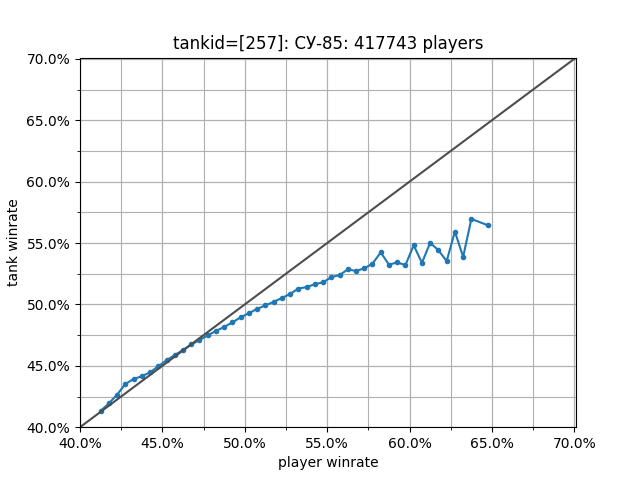 tankid=[257]: СУ-85: 417743 players
70.0%
65.0%
60.0%
55.0%
50.0%
45.0%
40.0%
tank winrate
40.0% 45.0% 50.0% 55.0% 60.0% 65.0% 70.0%
player winrate